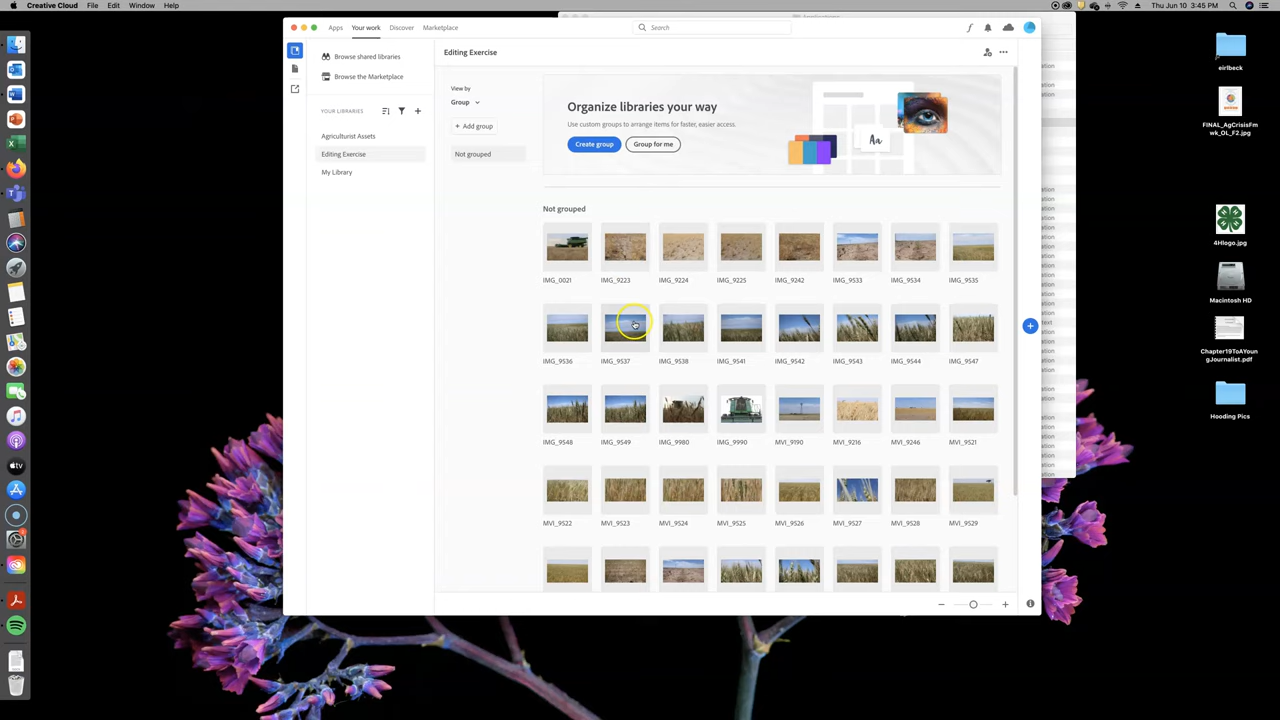 Creative Cloud File Edit Window Help
Thu Jun 10 3:45 PM
Apps Your work Discover Marketplace
Search
Browse shared libraries
Browse the Marketplace
YOUR LIBRARIES
Agriculturist Assets
Editing Exercise
My Library
Editing Exercise
View by
Group
+ Add group
Not grouped
Organize libraries your way
Use custom groups to arrange items for faster, easier access.
Create group Group for me
Aa
Not grouped
IMG_0021 IMG_9223 IMG_9224 IMG_9225 IMG_9242 IMG_9533 IMG_9534 IMG_9535
IMG_9536 IMG_9537 IMG_9538 IMG_9541 IMG_9542 IMG_9543 IMG_9544 IMG_9547
IMG_9548 IMG_9549 IMG_9980 IMG_9990 MVI_9190 MVI_9216 MVI_9246 MVI_9521
MVI_9522 MVI_9523 MVI_9524 MVI_9525 MVI_9526 MVI_9527 MVI_9528 MVI_9529
eirlbeck
FINAL_AgCrisisFm
wk_OL_F2.jpg
4Hlogo.jpg
Macintosh HD
Chapter19ToAYoun
gJournalist.pdf
Hooding Pics